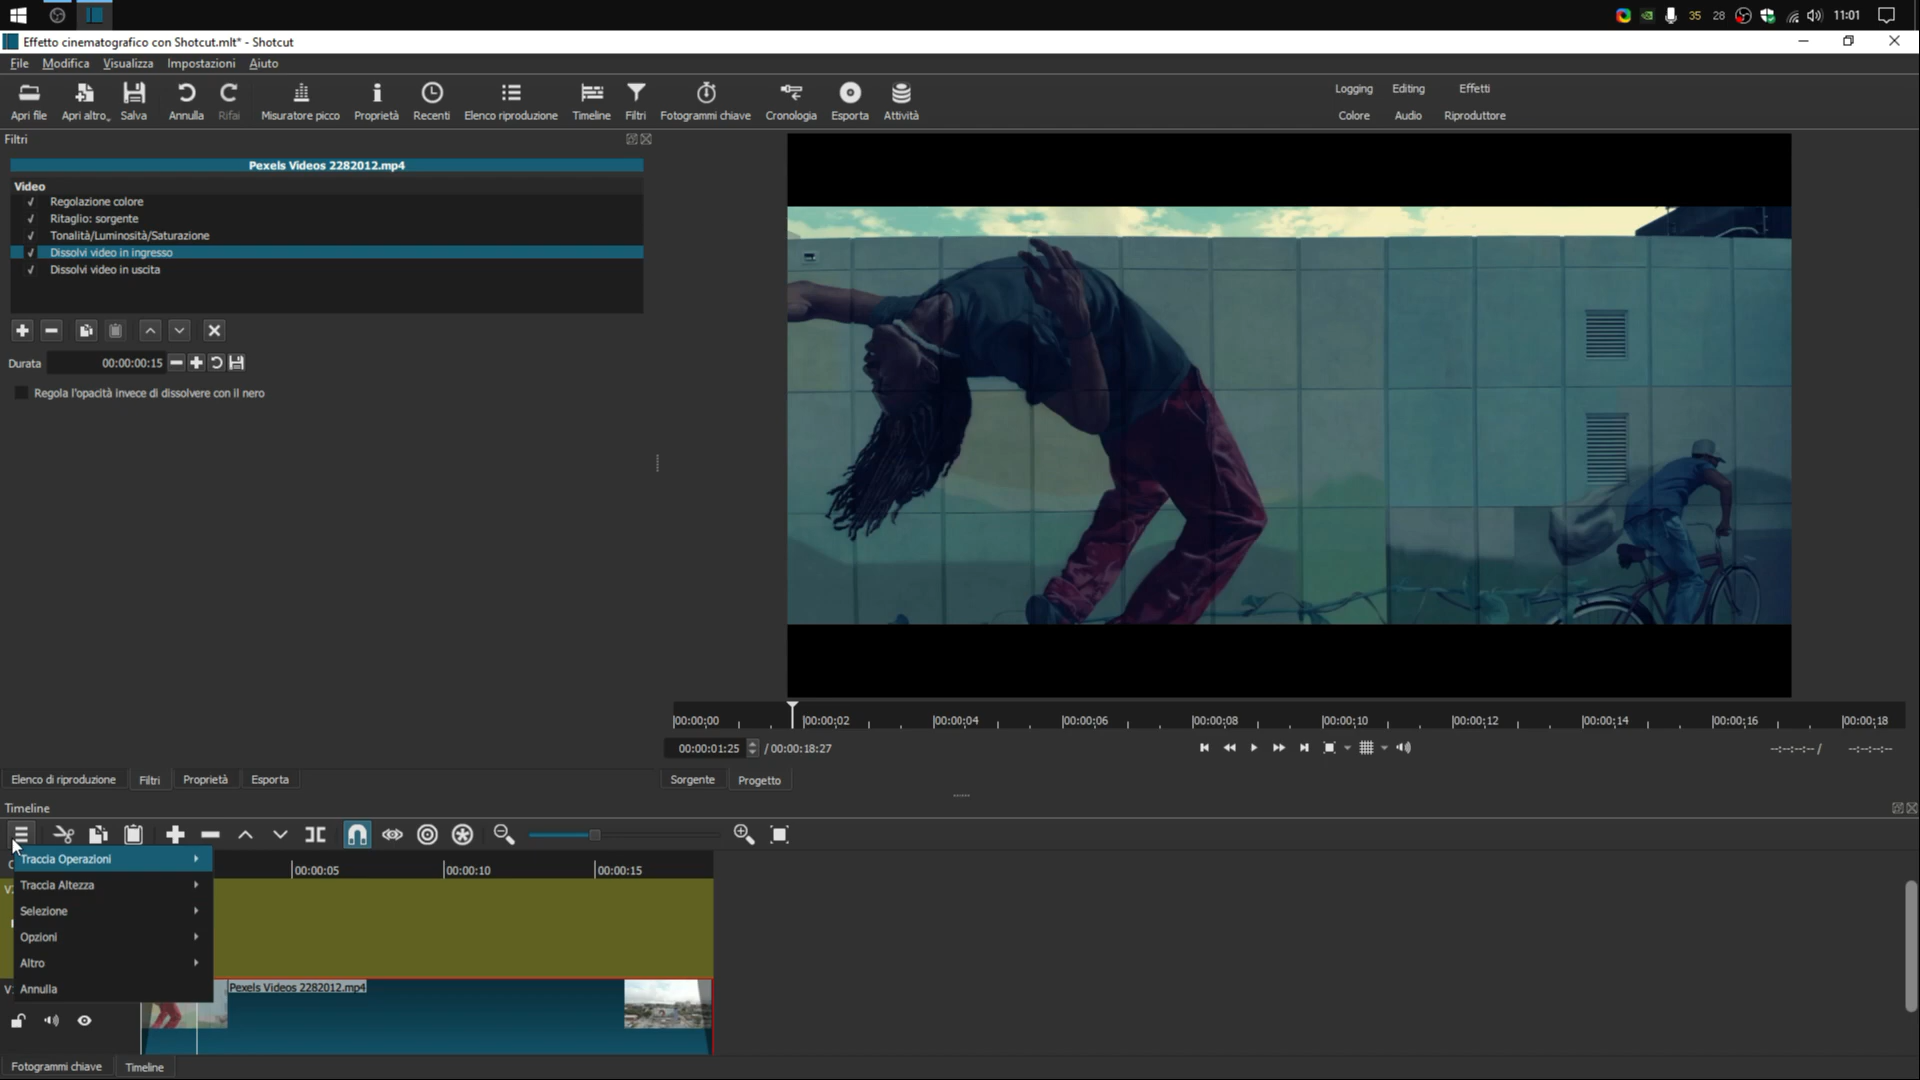 35 28 11:01
Effetto cinematografico con Shotcut.mlt* - Shotcut
File Modifica Visualizza Impostazioni Aiuto
Apri file Apri altro Salva Annulla Rifai Misuratore picco Proprietà Recenti Elenco riproduzione Timeline Filtri Fotogrammi chiave Cronologia Esporta Attività
Logging Editing Effetti
Colore Audio Riproduttore
Filtri
Pexels Videos 2282012.mp4
Video
Regolazione colore
Ritaglio: sorgente
Tonalità/Luminosità/Saturazione
Dissolvi video in ingresso
Dissolvi video in uscita
Durata 00:00:00:15
Regola l'opacità invece di dissolvere con il nero
00:00:00 00:00:02 00:00:04 00:00:06 00:00:08 00:00:10 00:00:12 00:00:14 00:00:16 00:00:18
00:00:01:25 / 00:00:18:27 --:--:--:-- / --:--:--:--
Elenco di riproduzione Filtri Proprietà Esporta Sorgente Progetto
Timeline
Traccia Operazioni
Traccia Altezza
Selezione
Opzioni
Altro
Annulla
00:00:05 00:00:10 00:00:15
Pexels Videos 2282012.mp4
Fotogrammi chiave Timeline